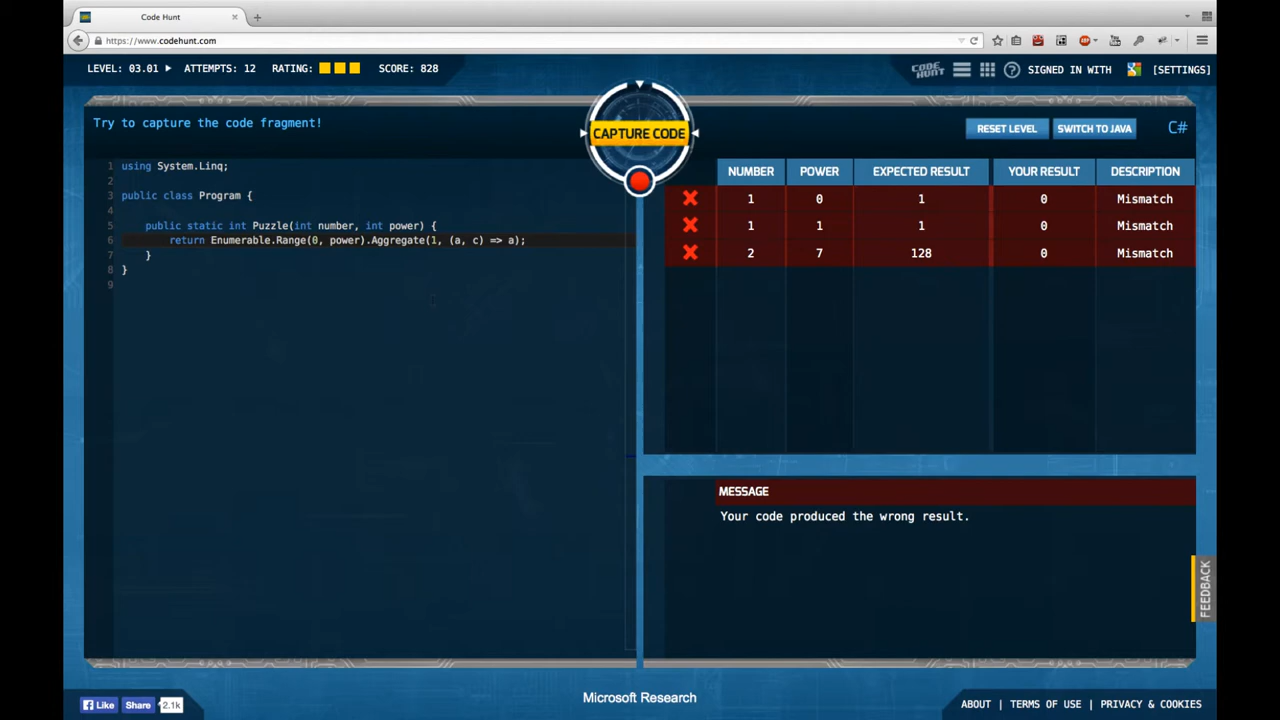 Code Hunt
https://www.codehunt.com
LEVEL: 03.01 ATTEMPTS: 12 RATING: SCORE: 828
CODE HUNT
SIGNED IN WITH [SETTINGS]
Try to capture the code fragment!
CAPTURE CODE
RESET LEVEL SWITCH TO JAVA C#
1 using System.Linq;
2
3 public class Program {
4
5 public static int Puzzle(int number, int power) {
6 return Enumerable.Range(0, power).Aggregate(1, (a, c) => a);
7 }
8 }
9
NUMBER POWER EXPECTED RESULT YOUR RESULT DESCRIPTION
1 0 1 0 Mismatch
1 1 1 0 Mismatch
2 7 128 0 Mismatch
MESSAGE
Your code produced the wrong result.
FEEDBACK
Like Share 2.1k
Microsoft Research
ABOUT | TERMS OF USE | PRIVACY & COOKIES